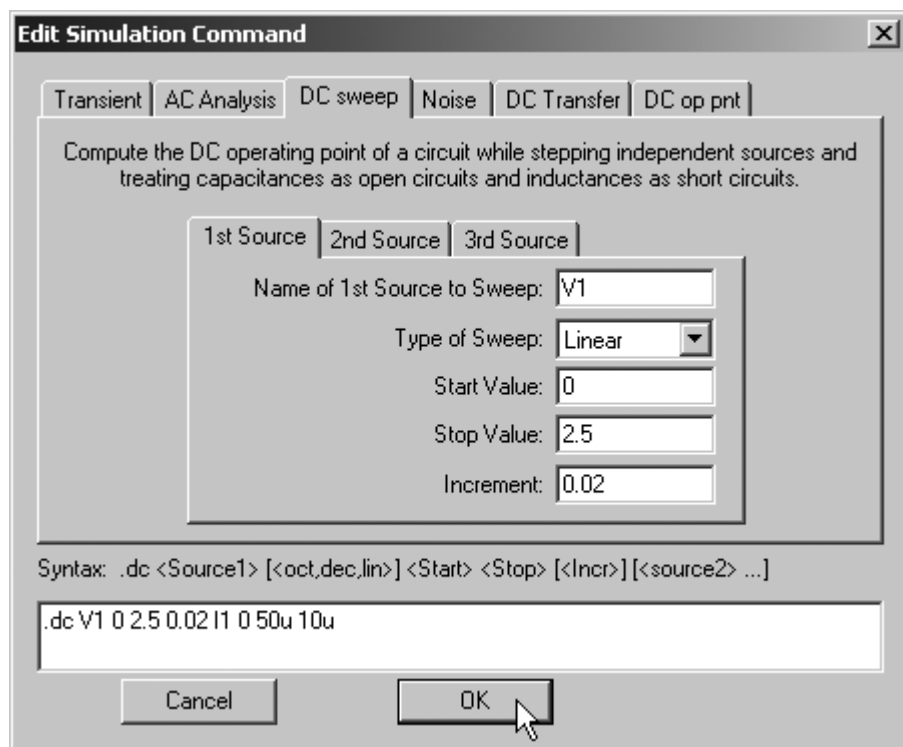 Edit Simulation Command
Transient AC Analysis DC sweep Noise DC Transfer DC op pnt
Compute the DC operating point of a circuit while stepping independent sources and
treating capacitances as open circuits and inductances as short circuits.
1st Source 2nd Source 3rd Source
Name of 1st Source to Sweep: V1
Type of Sweep: Linear
Start Value: 0
Stop Value: 2.5
Increment: 0.02
Syntax: .dc <Source1> [<oct,dec,lin>] <Start> <Stop> [<Incr>] [<source2> ...]
.dc V1 0 2.5 0.02 I1 0 50u 10u
Cancel OK